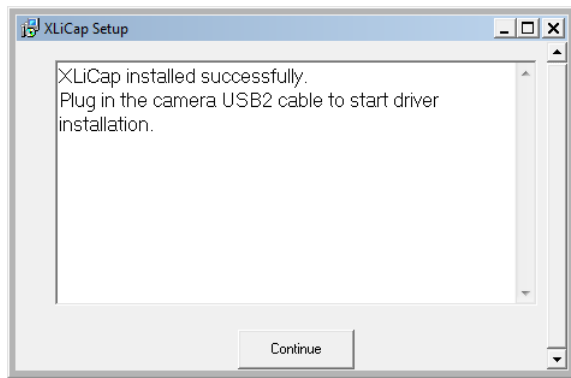 XLiCap Setup
XLiCap installed successfully.
Plug in the camera USB2 cable to start driver
installation.
Continue